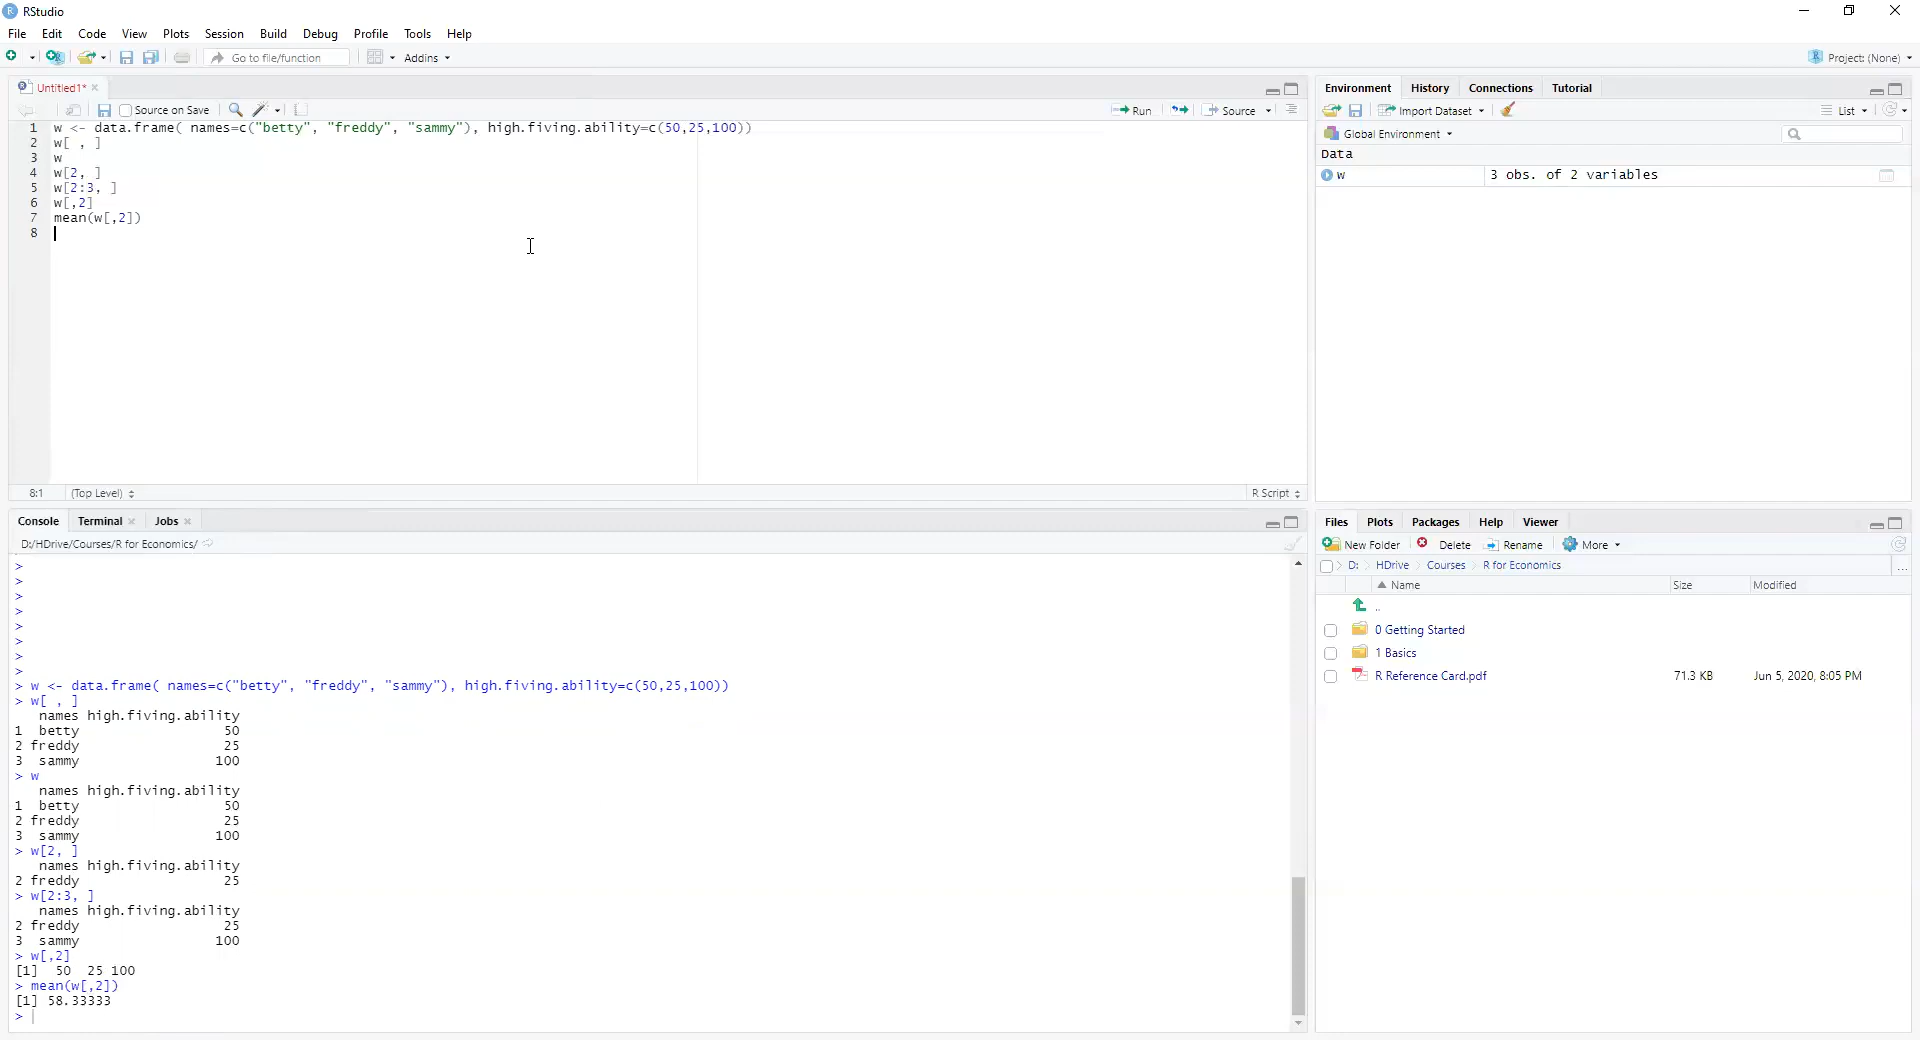 RStudio
File Edit Code View Plots Session Build Debug Profile Tools Help
Go to file/function Addins Project: (None)
Untitled1*
Source on Save Run Source
1 w <- data.frame( names=c("betty", "freddy", "sammy"), high.fiving.ability=c(50,25,100))
2 w[ , ]
3 w
4 w[2, ]
5 w[2:3, ]
6 w[,2]
7 mean(w[,2])
8
8:1 (Top Level) R Script
Console Terminal Jobs
D:/HDrive/Courses/R for Economics/
>
>
>
>
>
>
>
>
> w <- data.frame( names=c("betty", "freddy", "sammy"), high.fiving.ability=c(50,25,100))
> w[ , ]
names high.fiving.ability
1 betty 50
2 freddy 25
3 sammy 100
> w
names high.fiving.ability
1 betty 50
2 freddy 25
3 sammy 100
> w[2, ]
names high.fiving.ability
2 freddy 25
> w[2:3, ]
names high.fiving.ability
2 freddy 25
3 sammy 100
> w[,2]
[1] 50 25 100
> mean(w[,2])
[1] 58.33333
>
Environment History Connections Tutorial
Import Dataset List
Global Environment
Data
w 3 obs. of 2 variables
Files Plots Packages Help Viewer
New Folder Delete Rename More
D: HDrive Courses R for Economics ...
Name Size Modified
..
0 Getting Started
1 Basics
R Reference Card.pdf 71.3 KB Jun 5, 2020, 8:05 PM